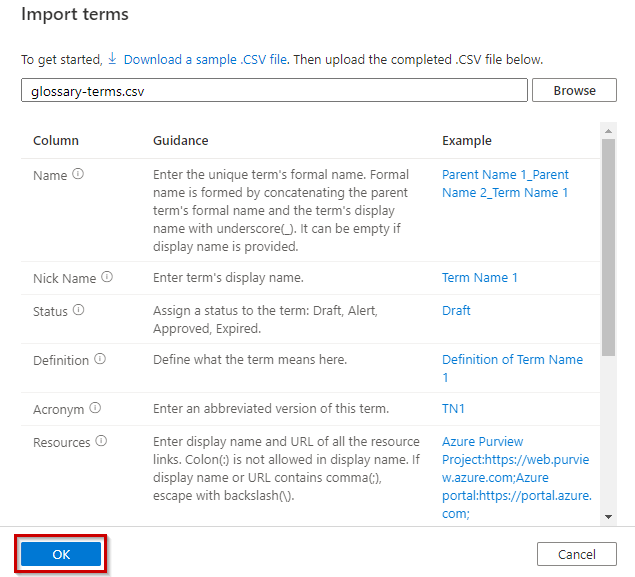 Import terms
To get started, Download a sample .CSV file. Then upload the completed .CSV file below.
glossary-terms.csv Browse
Column Guidance Example
Name Enter the unique term's formal name. Formal Parent Name 1_Parent
name is formed by concatenating the parent Name 2_Term Name 1
term's formal name and the term's display
name with underscore(_). It can be empty if
display name is provided.
Nick Name Enter term's display name. Term Name 1
Status Assign a status to the term: Draft, Alert, Draft
Approved, Expired.
Definition Define what the term means here. Definition of Term Name
1
Acronym Enter an abbreviated version of this term. TN1
Resources Enter display name and URL of all the resource Azure Purview
links. Colon(:) is not allowed in display name. If Project:https://web.purvie
display name or URL contains comma(;), w.azure.com;Azure
escape with backslash(\). portal:https://portal.azure.
com;
OK Cancel